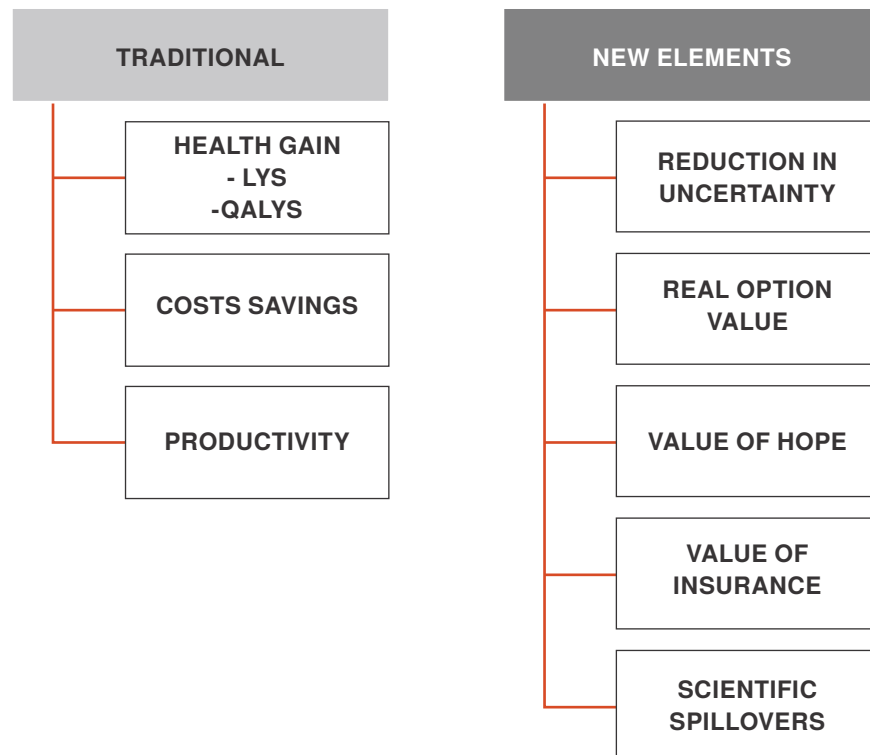 TRADITIONAL
HEALTH GAIN
- LYS
-QALYS
COSTS SAVINGS
PRODUCTIVITY
NEW ELEMENTS
REDUCTION IN
UNCERTAINTY
REAL OPTION
VALUE
VALUE OF HOPE
VALUE OF
INSURANCE
SCIENTIFIC
SPILLOVERS